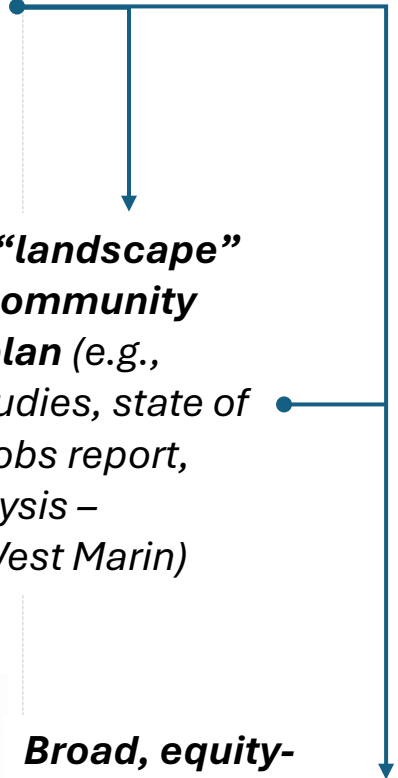 “landscape”
ommunity
lan (e.g.,
udies, state of
obs report,
ysis –
Vest Marin)
Broad, equity-